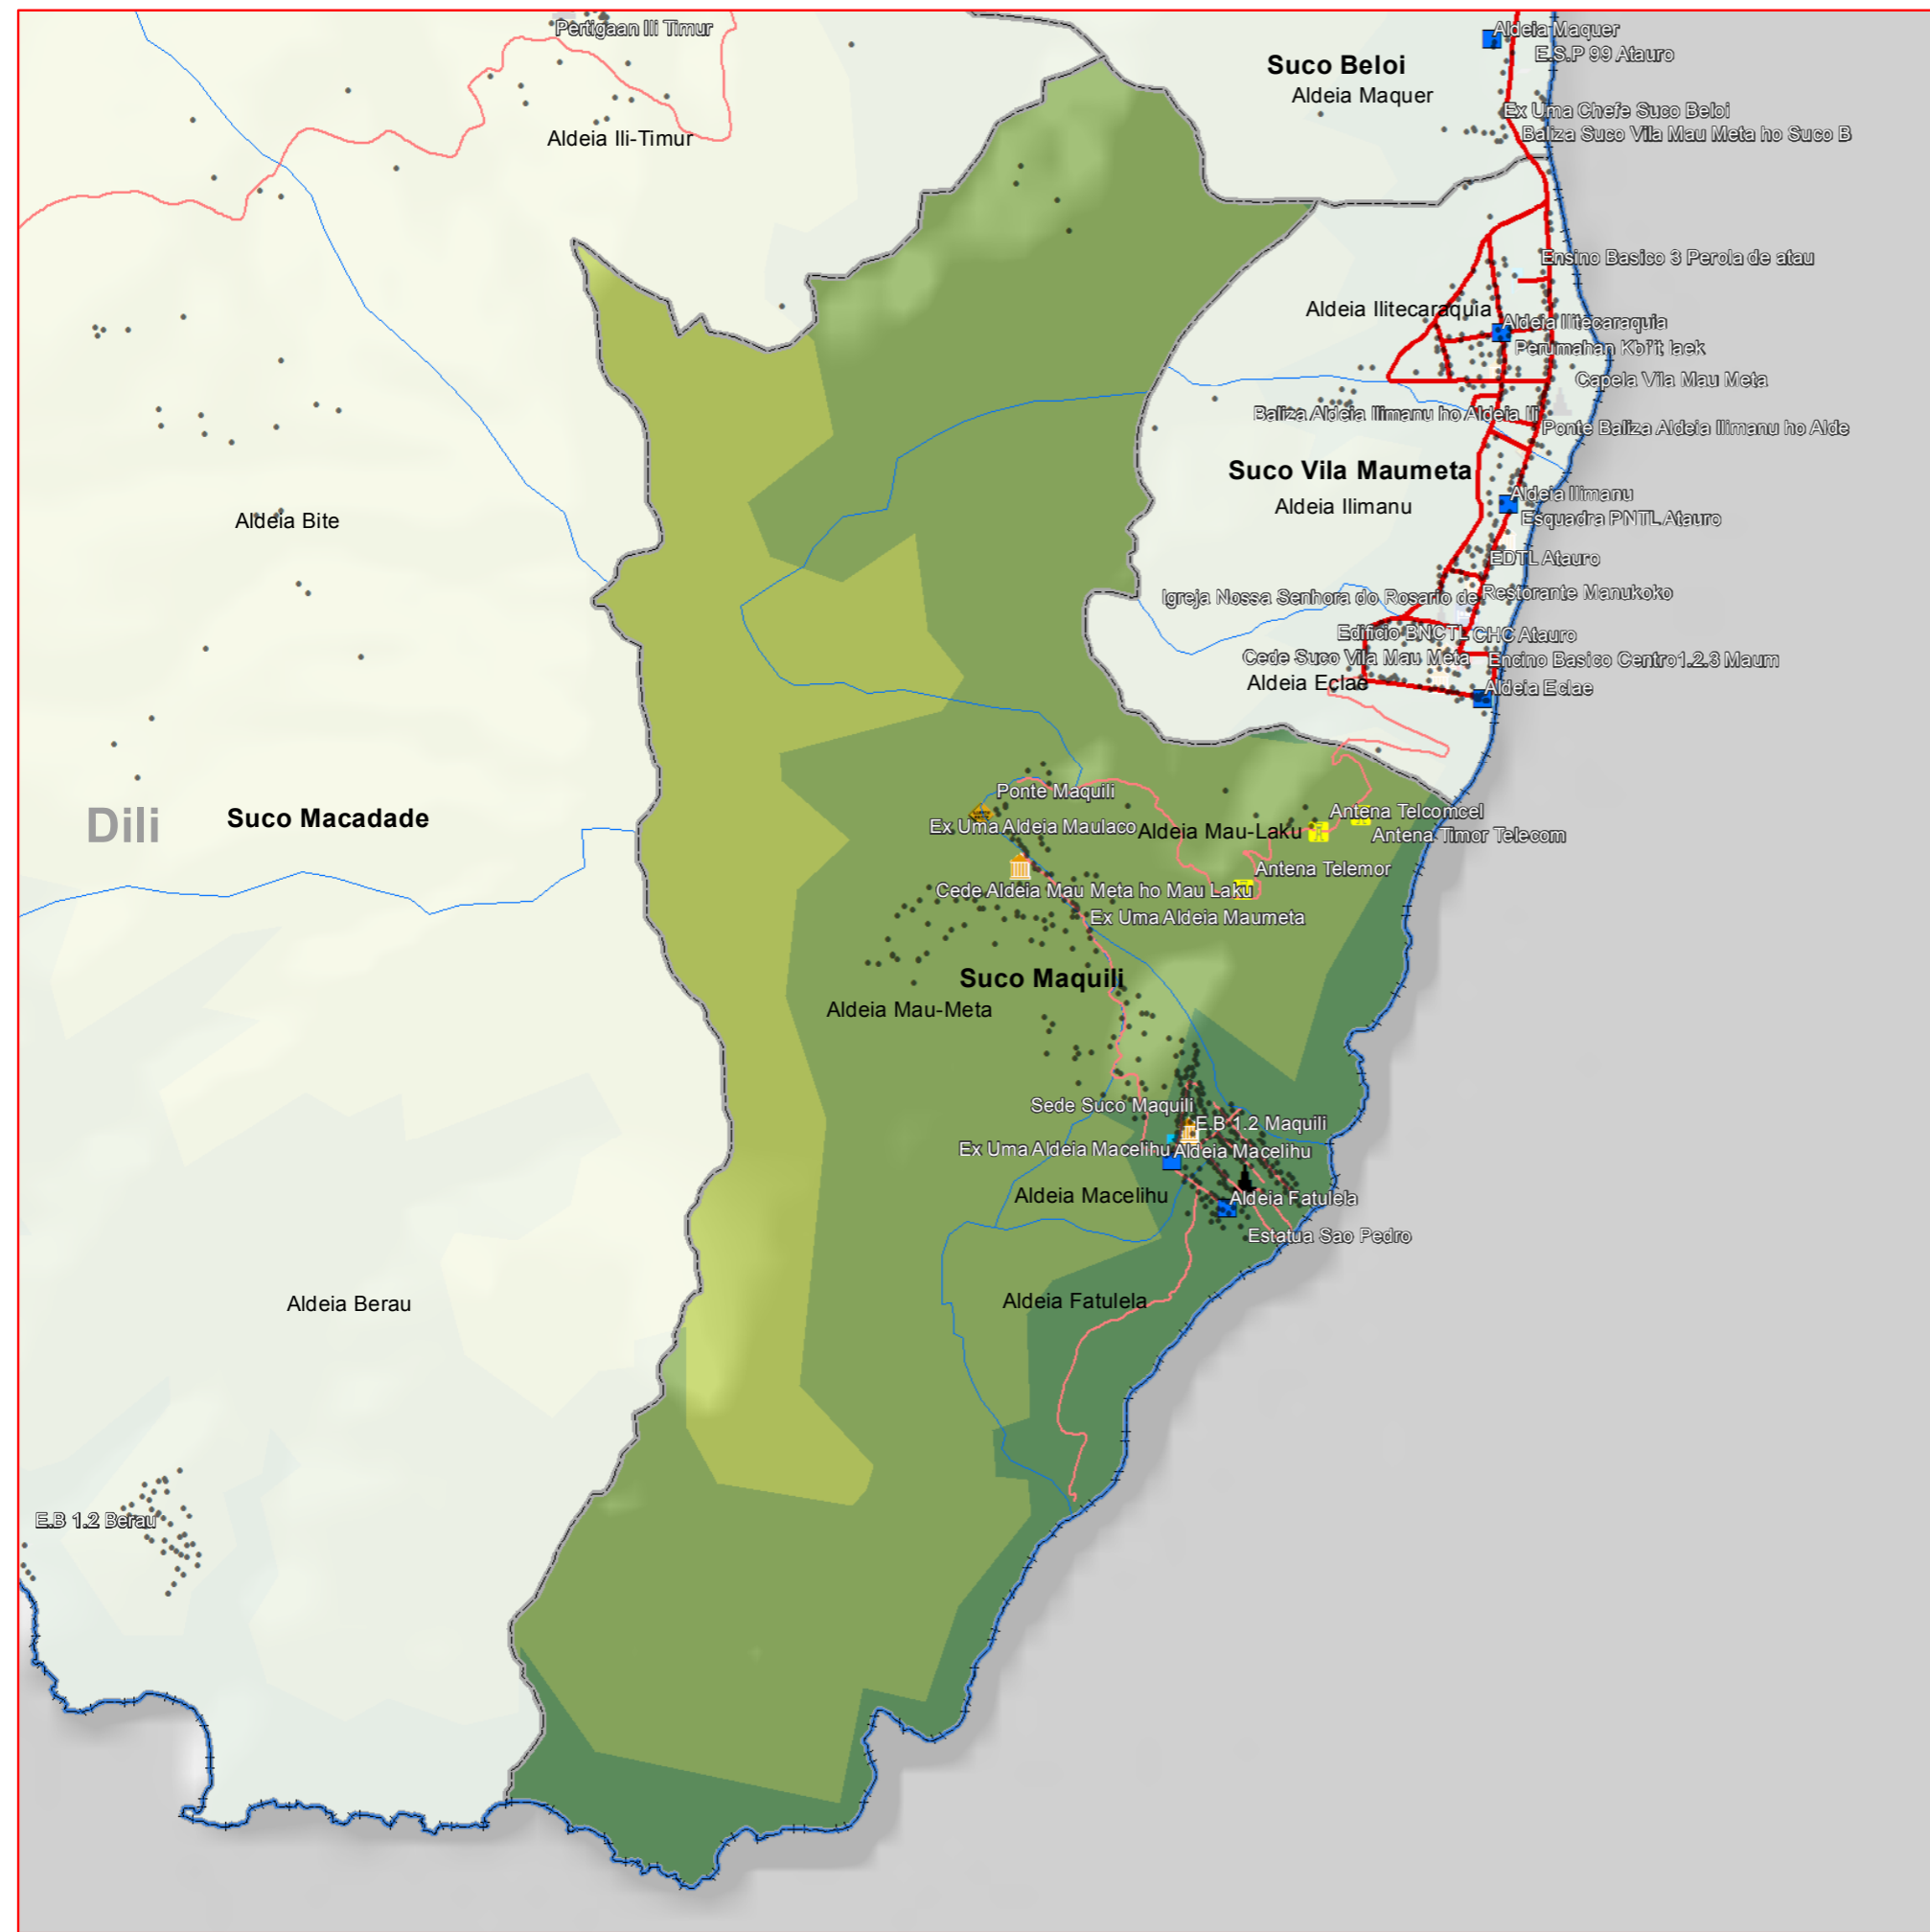 Pertigaan Ili Timur
Aldeia Maquer
E.S.P 99 Atauro
Suco Beloi
Aldeia Maquer
Ex Uma Chefe Suco Beloi
Baliza Suco Vila Mau Meta ho Suco B
Aldeia Ili-Timur
Ensino Basico 3 Perola de atau
Aldeia Ilitecaraquia
Aldeia Ilitecaraquia
Perumahan Kbi'it laek
Capela Vila Mau Meta
Baliza Aldeia Ilimanu ho Aldeia Ili
Ponte Baliza Aldeia Ilimanu ho Alde
Suco Vila Maumeta
Aldeia Ilimanu
Aldeia Ilimanu
Esquadra PNTL Atauro
Aldeia Bite
EDTL Atauro
Restorante Manukoko
Igreja Nossa Senhora do Rosario de
Edificio BNCTL
CHC Atauro
Cede Suco Vila Mau Meta
Encino Basico Centro1.2.3 Maum
Aldeia Eclae
Aldeia Eclae
Ponte Maquili
Dili
Suco Macadade
Ex Uma Aldeia Maulaco
Aldeia Mau-Laku
Antena Telcomcel
Antena Timor Telecom
Antena Telemor
Cede Aldeia Mau Meta ho Mau Laku
Ex Uma Aldeia Maumeta
Suco Maquili
Aldeia Mau-Meta
Sede Suco Maquili
E.B 1.2 Maquili
Ex Uma Aldeia Macelihu
Aldeia Macelihu
Aldeia Macelihu
Aldeia Fatulela
Estatua Sao Pedro
Aldeia Berau
Aldeia Fatulela
E.B 1.2 Berau